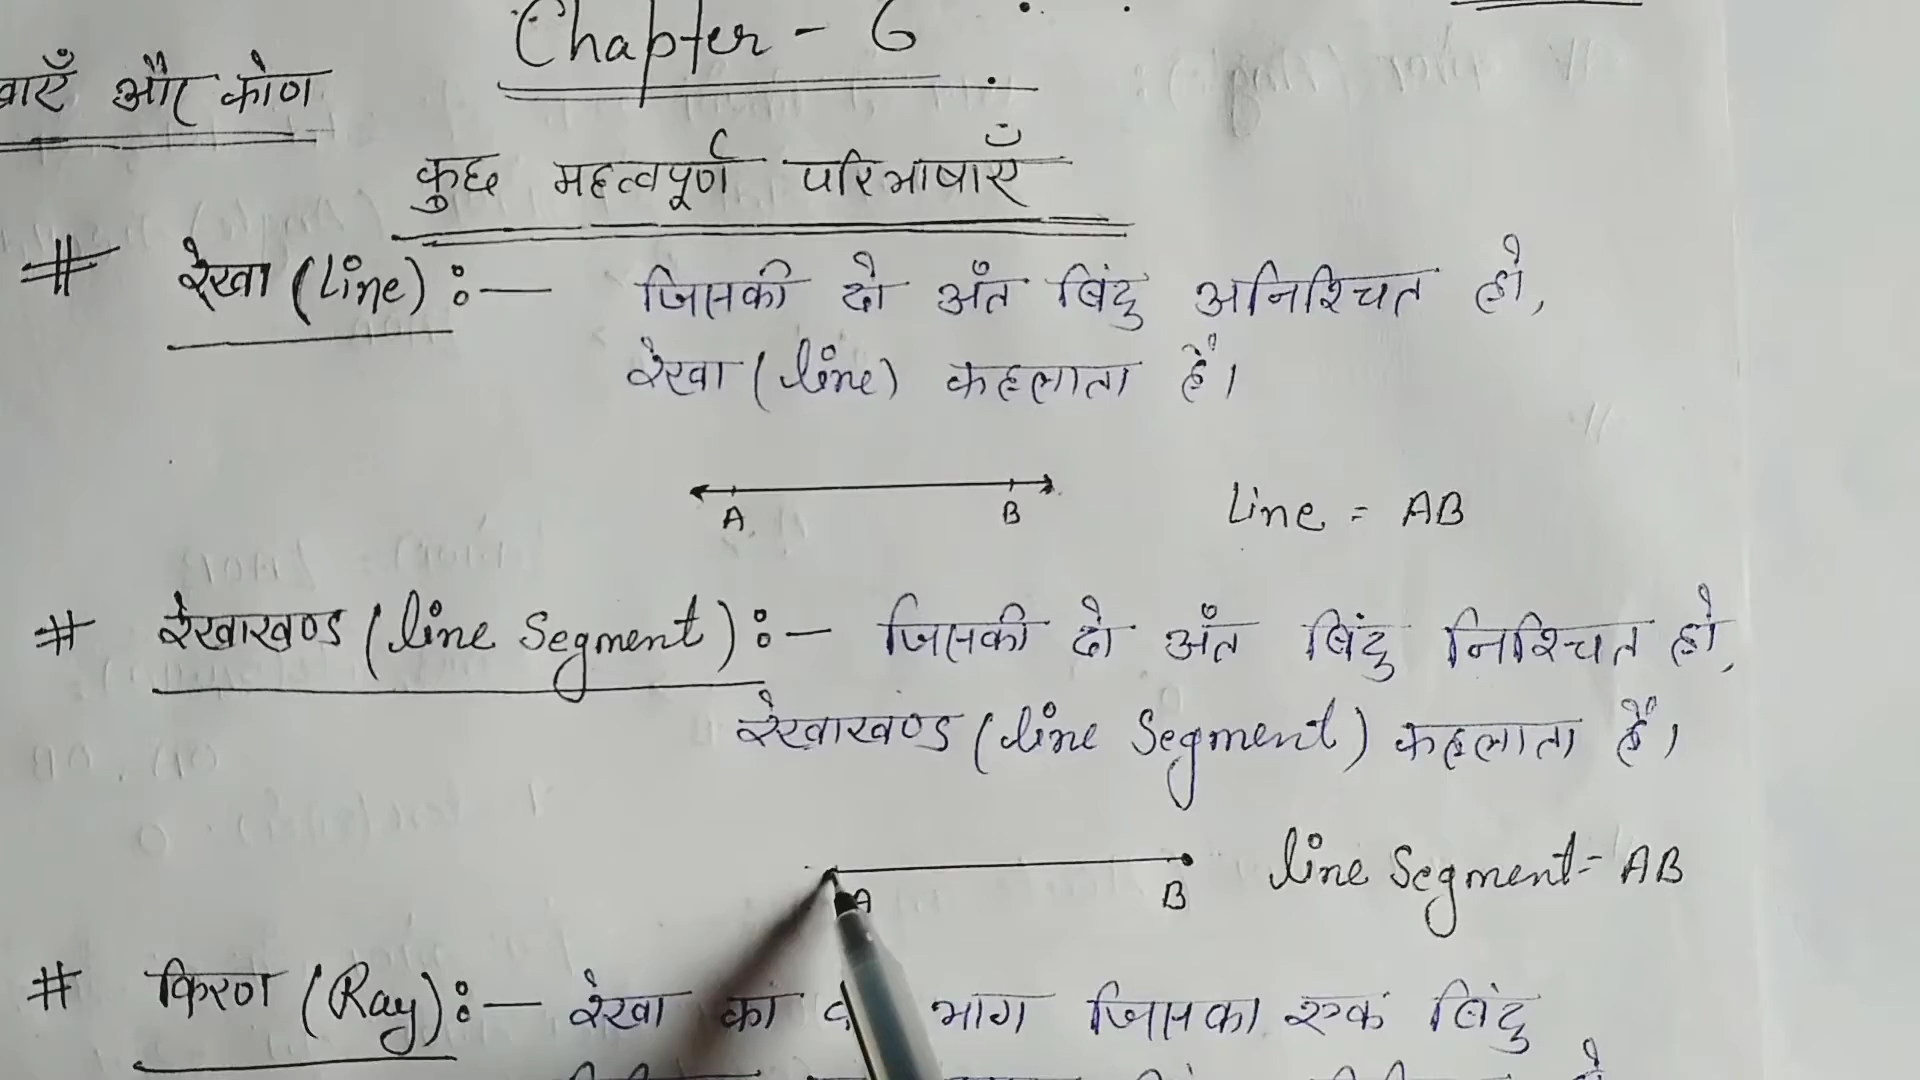 Chapter - 6
और कोण
कुछ महत्वपूर्ण परिभाषाएँ
# रेखा (Line) :— जिसकी दो अंँत बिंदु अनिश्चित हो,
रेखा (line) कहलाता हैं।
A B Line = AB
# रेखाखण्ड (line Segment) :— जिसकी दो अंँत बिंदु निश्चित हो,
रेखाखण्ड (line Segment) कहलाता हैं।
A B line Segment = AB
# किरण (Ray) :— रेखा का भाग जिसका एक बिंदु